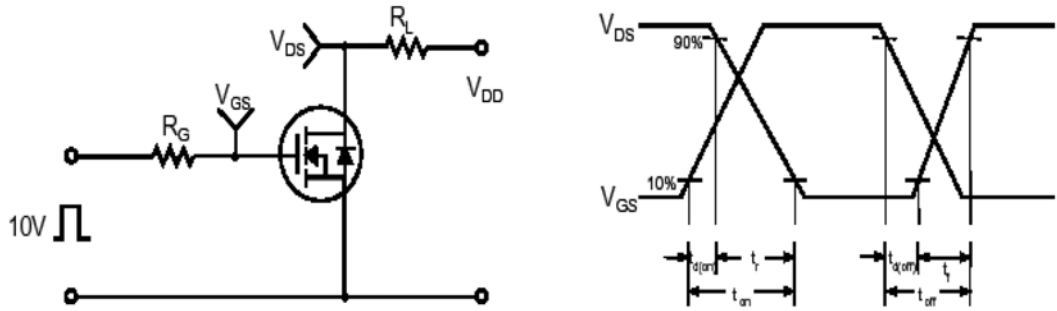 R_L
V_DS
V_DD
V_GS
R_G
10V
V_DS
90%
10%
V_GS
t_d(on)
t_r
t_d(off)
t_f
t_on
t_off